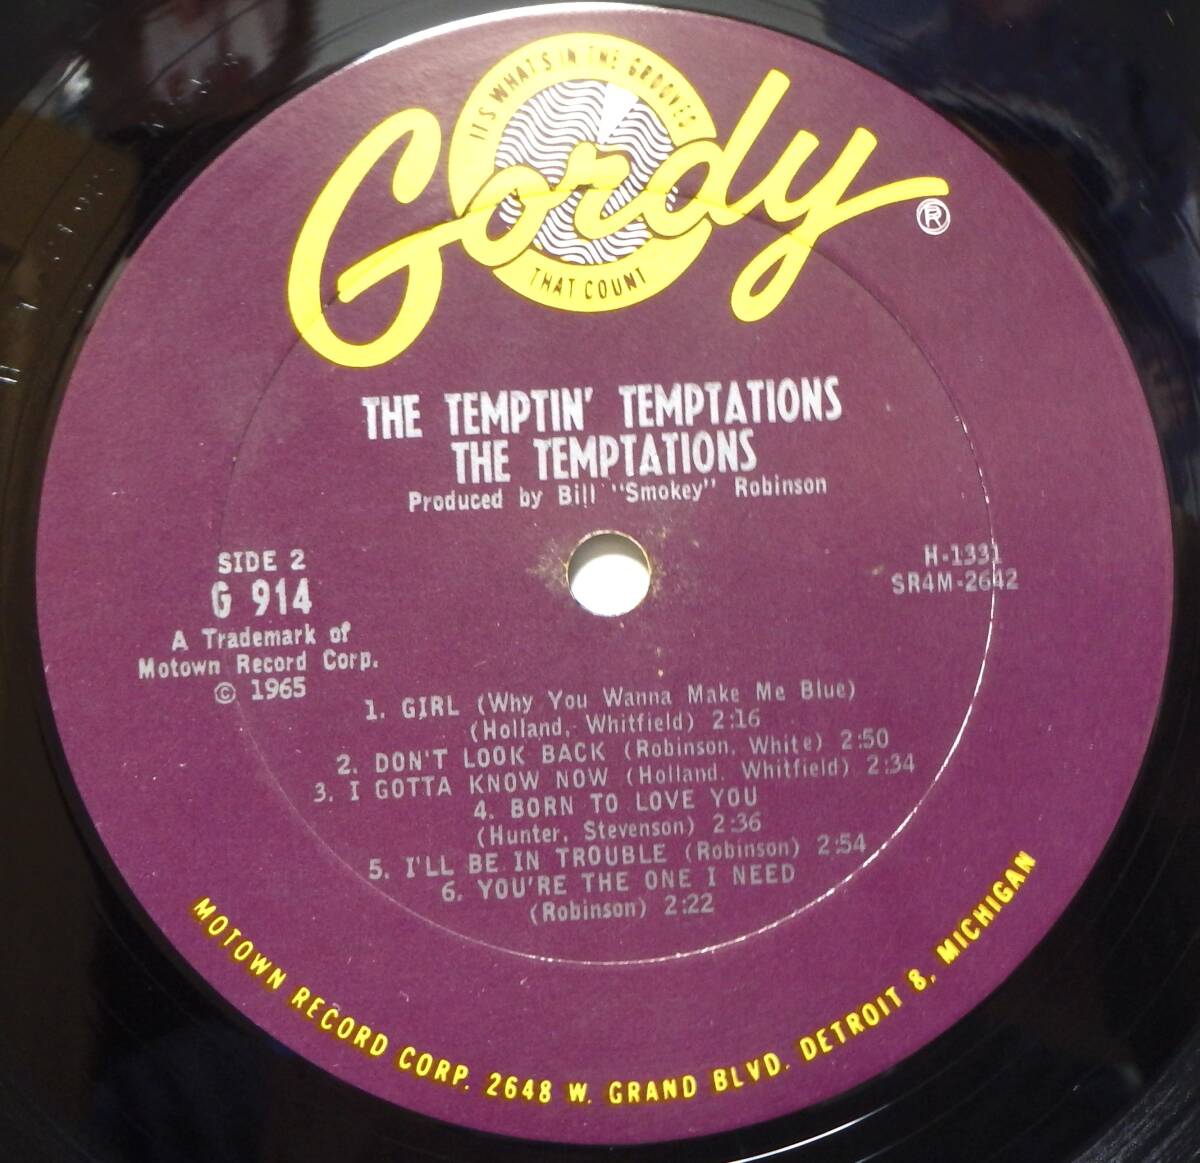 IT'S WHAT'S IN THE GROOVES
Gordy
®
THAT COUNT
THE TEMPTIN' TEMPTATIONS
THE TEMPTATIONS
Produced by Bill "Smokey" Robinson
SIDE 2
G 914
A Trademark of
Motown Record Corp.
© 1965
H-1331
SR4M-2642
1. GIRL (Why You Wanna Make Me Blue)
(Holland, Whitfield) 2:16
2. DON'T LOOK BACK (Robinson, White) 2:50
3. I GOTTA KNOW NOW (Holland, Whitfield) 2:34
4. BORN TO LOVE YOU
(Hunter, Stevenson) 2:36
5. I'LL BE IN TROUBLE (Robinson) 2:54
6. YOU'RE THE ONE I NEED
(Robinson) 2:22
MOTOWN RECORD CORP. 2648 W. GRAND BLVD. DETROIT 8, MICHIGAN